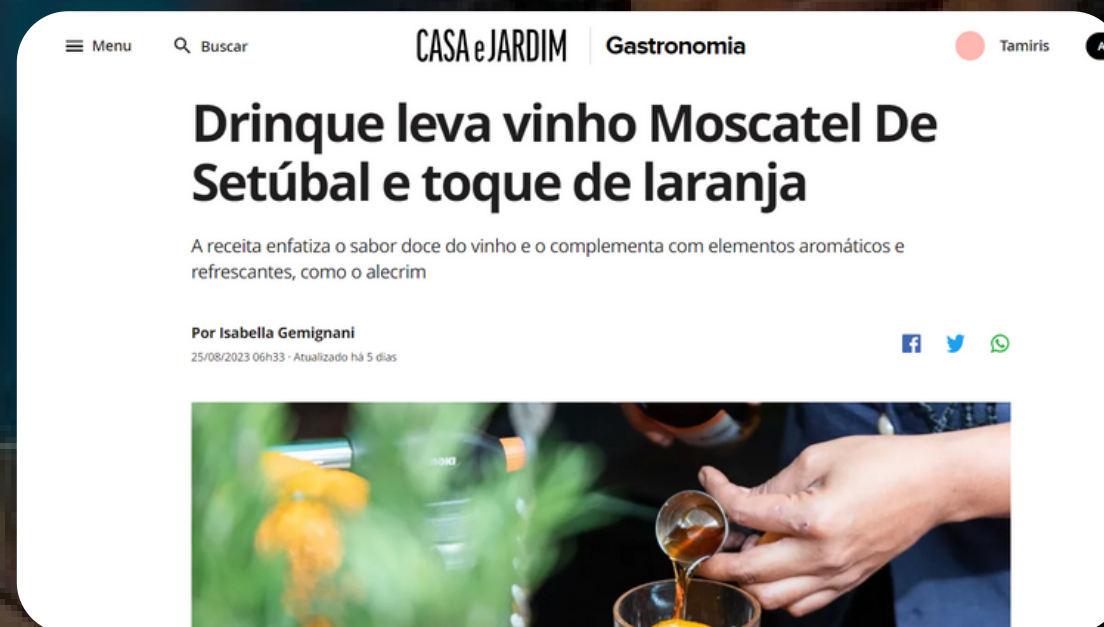 Menu
Buscar
CASA e JARDIM
Gastronomia
Tamiris
A
Drinque leva vinho Moscatel De
Setúbal e toque de laranja
A receita enfatiza o sabor doce do vinho e o complementa com elementos aromáticos e
refrescantes, como o alecrim
Por Isabella Gemignani
25/08/2023 06h33 · Atualizado há 5 dias